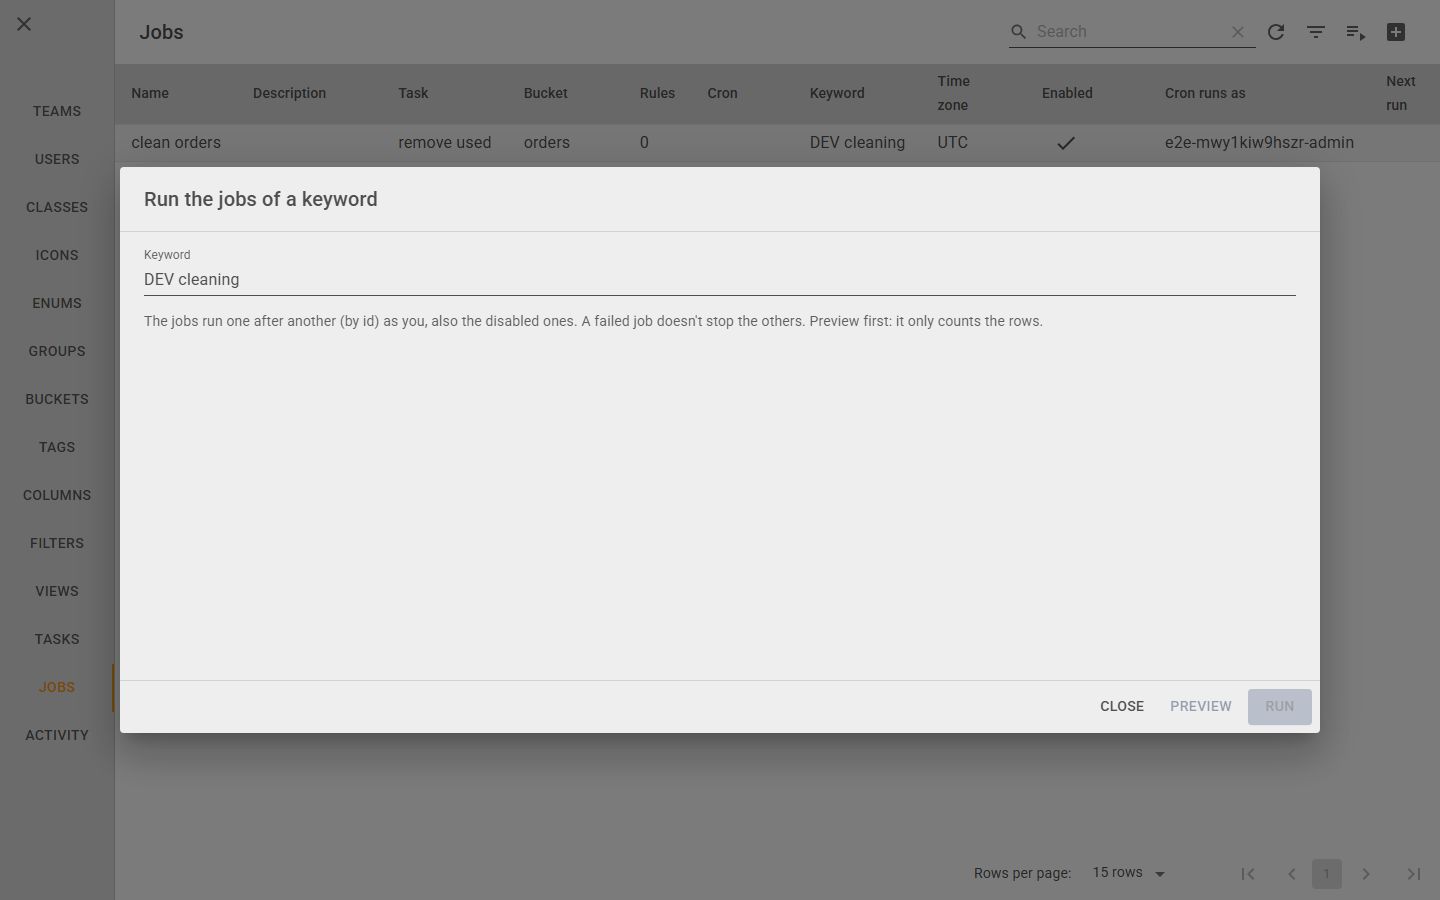 Jobs
Search
TEAMS
USERS
CLASSES
ICONS
ENUMS
GROUPS
BUCKETS
TAGS
COLUMNS
FILTERS
VIEWS
TASKS
JOBS
ACTIVITY
Name Description Task Bucket Rules Cron Keyword Time zone Enabled Cron runs as Next run
clean orders remove used orders 0 DEV cleaning UTC e2e-mwy1kiw9hszr-admin
Run the jobs of a keyword
Keyword
DEV cleaning
The jobs run one after another (by id) as you, also the disabled ones. A failed job doesn't stop the others. Preview first: it only counts the rows.
CLOSE PREVIEW RUN
Rows per page: 15 rows 1